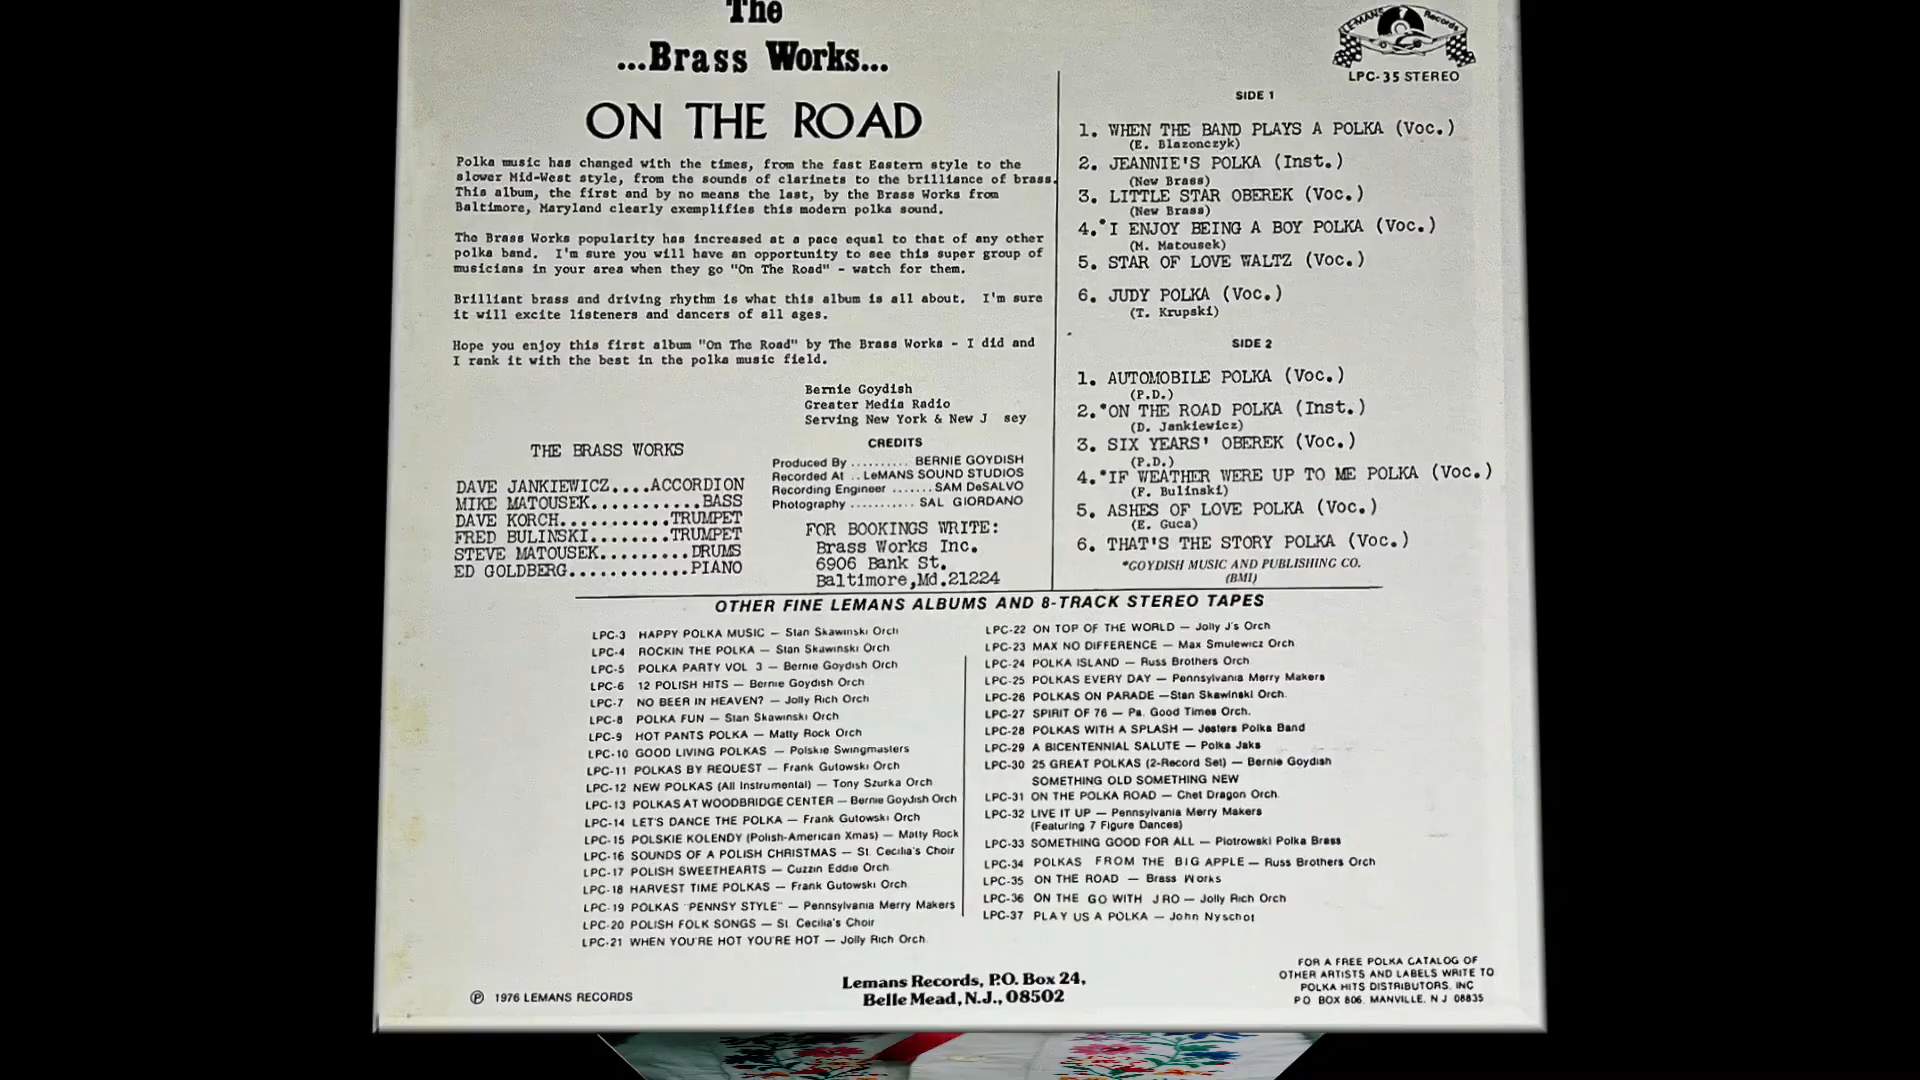 The
...Brass Works...
ON THE ROAD
Polka music has changed with the times, from the fast Eastern style to the
slower Mid-West style, from the sounds of clarinets to the brilliance of brass.
This album, the first and by no means the last, by the Brass Works from
Baltimore, Maryland clearly exemplifies this modern polka sound.
The Brass Works popularity has increased at a pace equal to that of any other
polka band. I'm sure you will have an opportunity to see this super group of
musicians in your area when they go "On The Road" - watch for them.
Brilliant brass and driving rhythm is what this album is all about. I'm sure
it will excite listeners and dancers of all ages.
Hope you enjoy this first album "On The Road" by The Brass Works - I did and
I rank it with the best in the polka music field.
Bernie Goydish
Greater Media Radio
Serving New York & New J sey
THE BRASS WORKS
DAVE JANKIEWICZ....ACCORDION
MIKE MATOUSEK...........BASS
DAVE KORCH...........TRUMPET
FRED BULINSKI........TRUMPET
STEVE MATOUSEK.........DRUMS
ED GOLDBERG............PIANO
CREDITS
Produced By .......... BERNIE GOYDISH
Recorded At .. LeMANS SOUND STUDIOS
Recording Engineer ....... SAM DeSALVO
Photography ........... SAL GIORDANO
FOR BOOKINGS WRITE:
Brass Works Inc.
6906 Bank St.
Baltimore,Md.21224
LE-MANS Records
LPC-35 STEREO
SIDE 1
1. WHEN THE BAND PLAYS A POLKA (Voc.)
(E. Blazonczyk)
2. JEANNIE'S POLKA (Inst.)
(New Brass)
3. LITTLE STAR OBEREK (Voc.)
(New Brass)
4.*I ENJOY BEING A BOY POLKA (Voc.)
(M. Matousek)
5. STAR OF LOVE WALTZ (Voc.)
6. JUDY POLKA (Voc.)
(T. Krupski)
SIDE 2
1. AUTOMOBILE POLKA (Voc.)
(P.D.)
2.*ON THE ROAD POLKA (Inst.)
(D. Jankiewicz)
3. SIX YEARS' OBEREK (Voc.)
(P.D.)
4.*IF WEATHER WERE UP TO ME POLKA (Voc.)
(F. Bulinski)
5. ASHES OF LOVE POLKA (Voc.)
(E. Guca)
6. THAT'S THE STORY POLKA (Voc.)
*GOYDISH MUSIC AND PUBLISHING CO.
(BMI)
OTHER FINE LEMANS ALBUMS AND 8-TRACK STEREO TAPES
LPC-3 HAPPY POLKA MUSIC — Stan Skawinski Orch
LPC-4 ROCKIN THE POLKA — Stan Skawinski Orch
LPC-5 POLKA PARTY VOL 3 — Bernie Goydish Orch
LPC-6 12 POLISH HITS — Bernie Goydish Orch
LPC-7 NO BEER IN HEAVEN? — Jolly Rich Orch
LPC-8 POLKA FUN — Stan Skawinski Orch
LPC-9 HOT PANTS POLKA — Matty Rock Orch
LPC-10 GOOD LIVING POLKAS — Polskie Swingmasters
LPC-11 POLKAS BY REQUEST — Frank Gutowski Orch
LPC-12 NEW POLKAS (All Instrumental) — Tony Szurka Orch
LPC-13 POLKAS AT WOODBRIDGE CENTER — Bernie Goydish Orch
LPC-14 LET'S DANCE THE POLKA — Frank Gutowski Orch
LPC-15 POLSKIE KOLENDY (Polish-American Xmas) — Matty Rock
LPC-16 SOUNDS OF A POLISH CHRISTMAS — St. Cecilia's Choir
LPC-17 POLISH SWEETHEARTS — Cuzzin Eddie Orch
LPC-18 HARVEST TIME POLKAS — Frank Gutowski Orch
LPC-19 POLKAS "PENNSY STYLE" — Pennsylvania Merry Makers
LPC-20 POLISH FOLK SONGS — St. Cecilia's Choir
LPC-21 WHEN YOU'RE HOT YOU'RE HOT — Jolly Rich Orch.
LPC-22 ON TOP OF THE WORLD — Jolly J's Orch
LPC-23 MAX NO DIFFERENCE — Max Smulewicz Orch.
LPC-24 POLKA ISLAND — Russ Brothers Orch
LPC-25 POLKAS EVERY DAY — Pennsylvania Merry Makers
LPC-26 POLKAS ON PARADE —Stan Skawinski Orch.
LPC-27 SPIRIT OF 76 — Pa. Good Times Orch.
LPC-28 POLKAS WITH A SPLASH — Jesters Polka Band
LPC-29 A BICENTENNIAL SALUTE — Polka Jaks
LPC-30 25 GREAT POLKAS (2-Record Set) — Bernie Goydish
SOMETHING OLD SOMETHING NEW
LPC-31 ON THE POLKA ROAD — Chet Dragon Orch.
LPC-32 LIVE IT UP — Pennsylvania Merry Makers
(Featuring 7 Figure Dances)
LPC-33 SOMETHING GOOD FOR ALL — Piotrowski Polka Brass
LPC-34 POLKAS FROM THE BIG APPLE — Russ Brothers Orch
LPC-35 ON THE ROAD — Brass Works
LPC-36 ON THE GO WITH JRO — Jolly Rich Orch
LPC-37 PLAY US A POLKA — John Nyschot
℗ 1976 LEMANS RECORDS
Lemans Records, P.O. Box 24,
Belle Mead, N.J., 08502
FOR A FREE POLKA CATALOG OF
OTHER ARTISTS AND LABELS WRITE TO
POLKA HITS DISTRIBUTORS, INC
P O BOX 806, MANVILLE, N J 08835